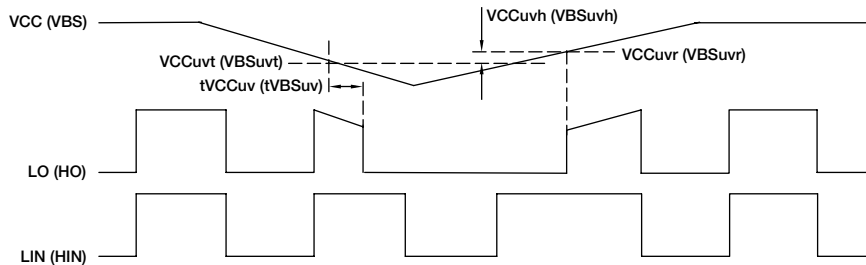 VCC (VBS)
VCCuvh (VBSuvh)
VCCuvt (VBSuvt)
VCCuvr (VBSuvr)
tVCCuv (tVBSuv)
LO (HO)
LIN (HIN)